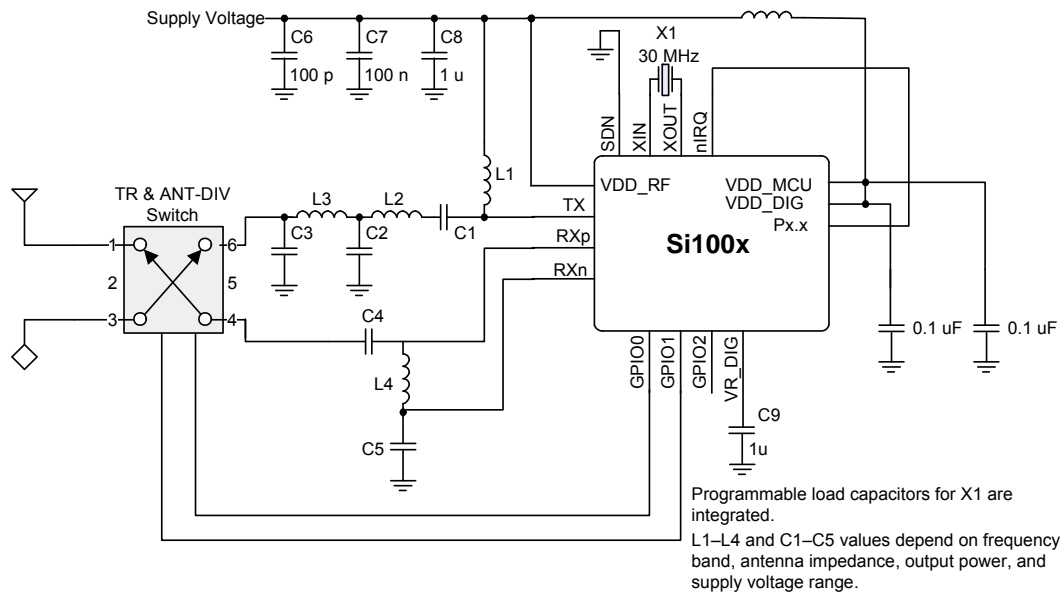 Supply Voltage
C6
100 p
C7
100 n
C8
1 u
X1
30 MHz
SDN
XIN
XOUT
nIRQ
L1
VDD_RF
VDD_MCU
VDD_DIG
TX
Px.x
RXp
RXn
Si100x
TR & ANT-DIV
Switch
L3
L2
C3
C2
C1
1
6
2
5
3
4
C4
L4
C5
0.1 uF
0.1 uF
GPIO0
GPIO1
GPIO2
VR_DIG
C9
1u
Programmable load capacitors for X1 are
integrated.
L1–L4 and C1–C5 values depend on frequency
band, antenna impedance, output power, and
supply voltage range.